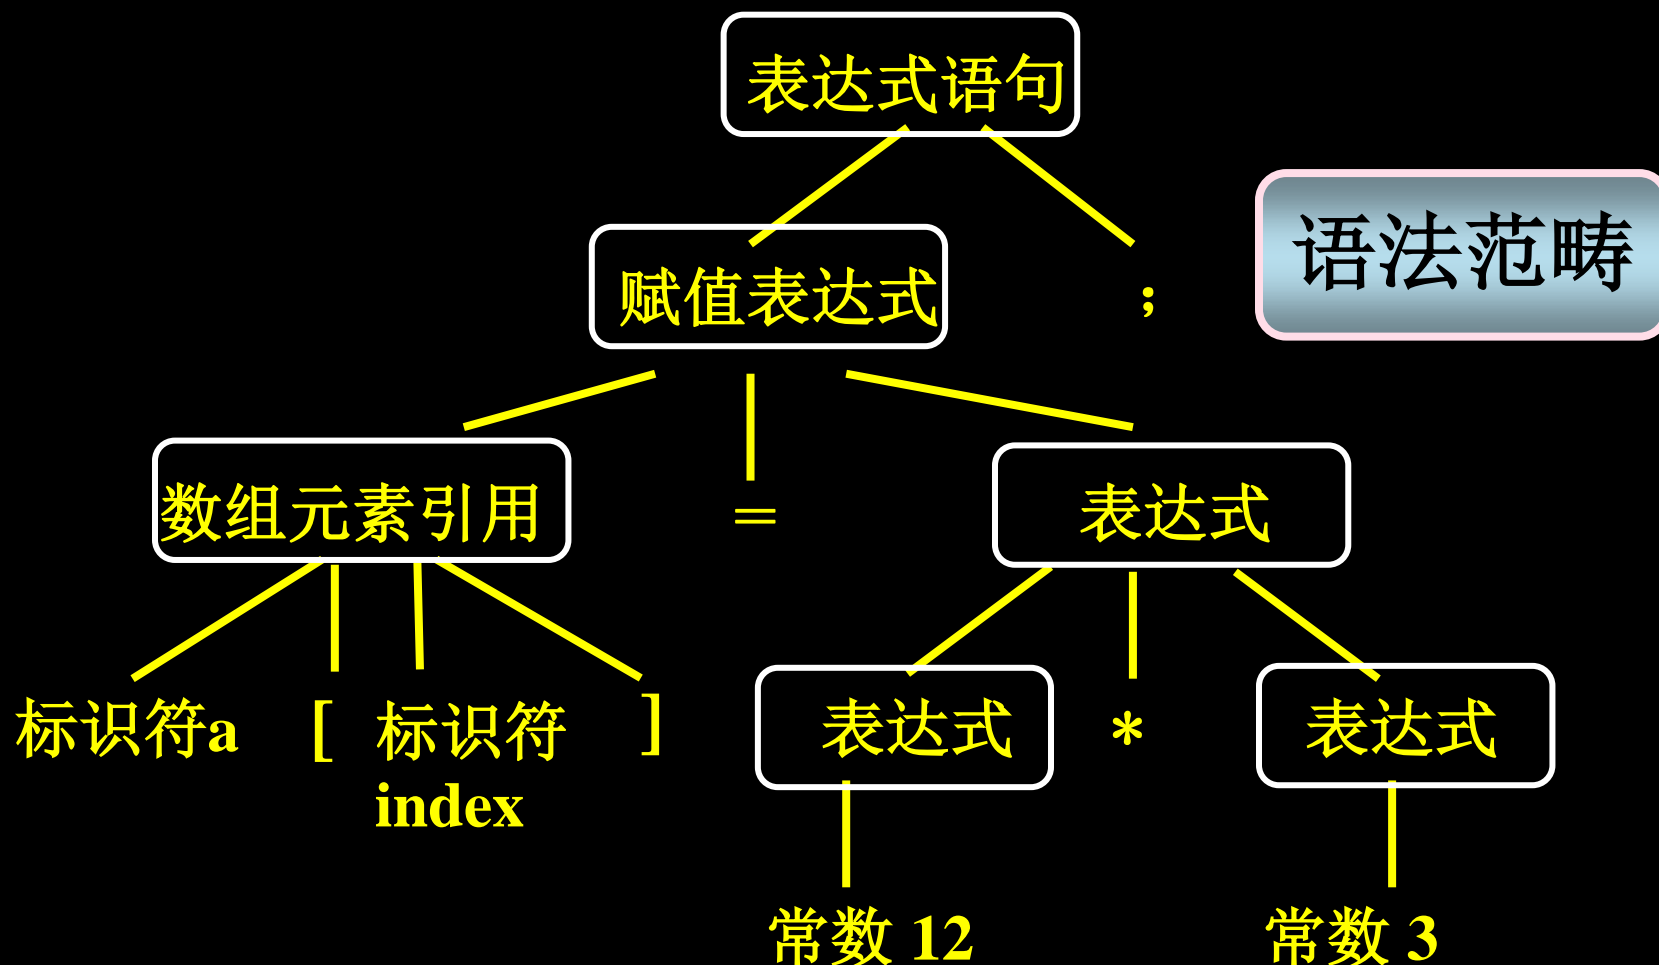 表达式语句
语法范畴
赋值表达式 ;
数组元素引用 = 表达式
标识符a [ 标识符 ] 表达式 * 表达式
index
常数 12 常数 3